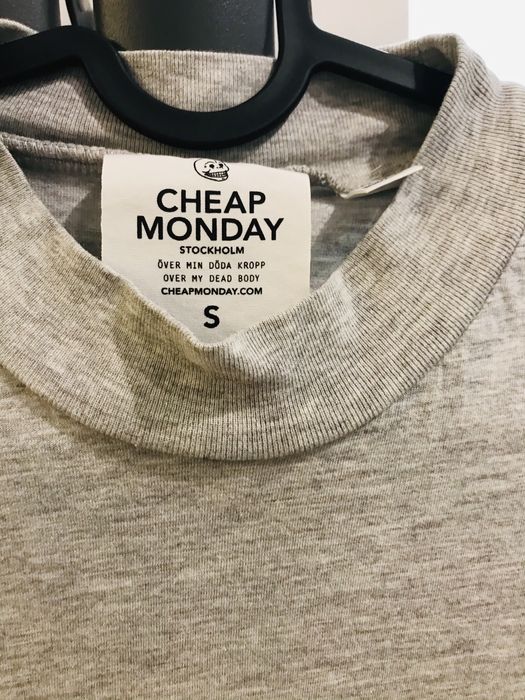 CHEAP
MONDAY
STOCKHOLM
ÖVER MIN DÖDA KROPP
OVER MY DEAD BODY
CHEAPMONDAY.COM
S